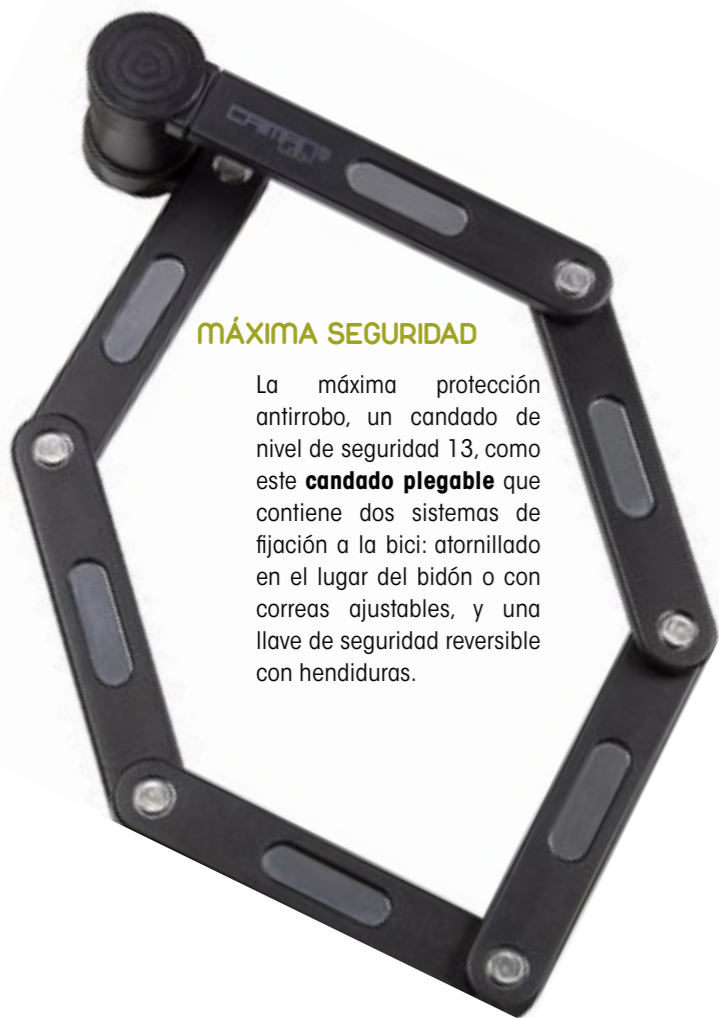 MÁXIMA SEGURIDAD
La máxima protección
antirrobo, un candado de
nivel de seguridad 13, como
este candado plegable que
contiene dos sistemas de
fijación a la bici: atornillado
en el lugar del bidón o con
correas ajustables, y una
llave de seguridad reversible
con hendiduras.